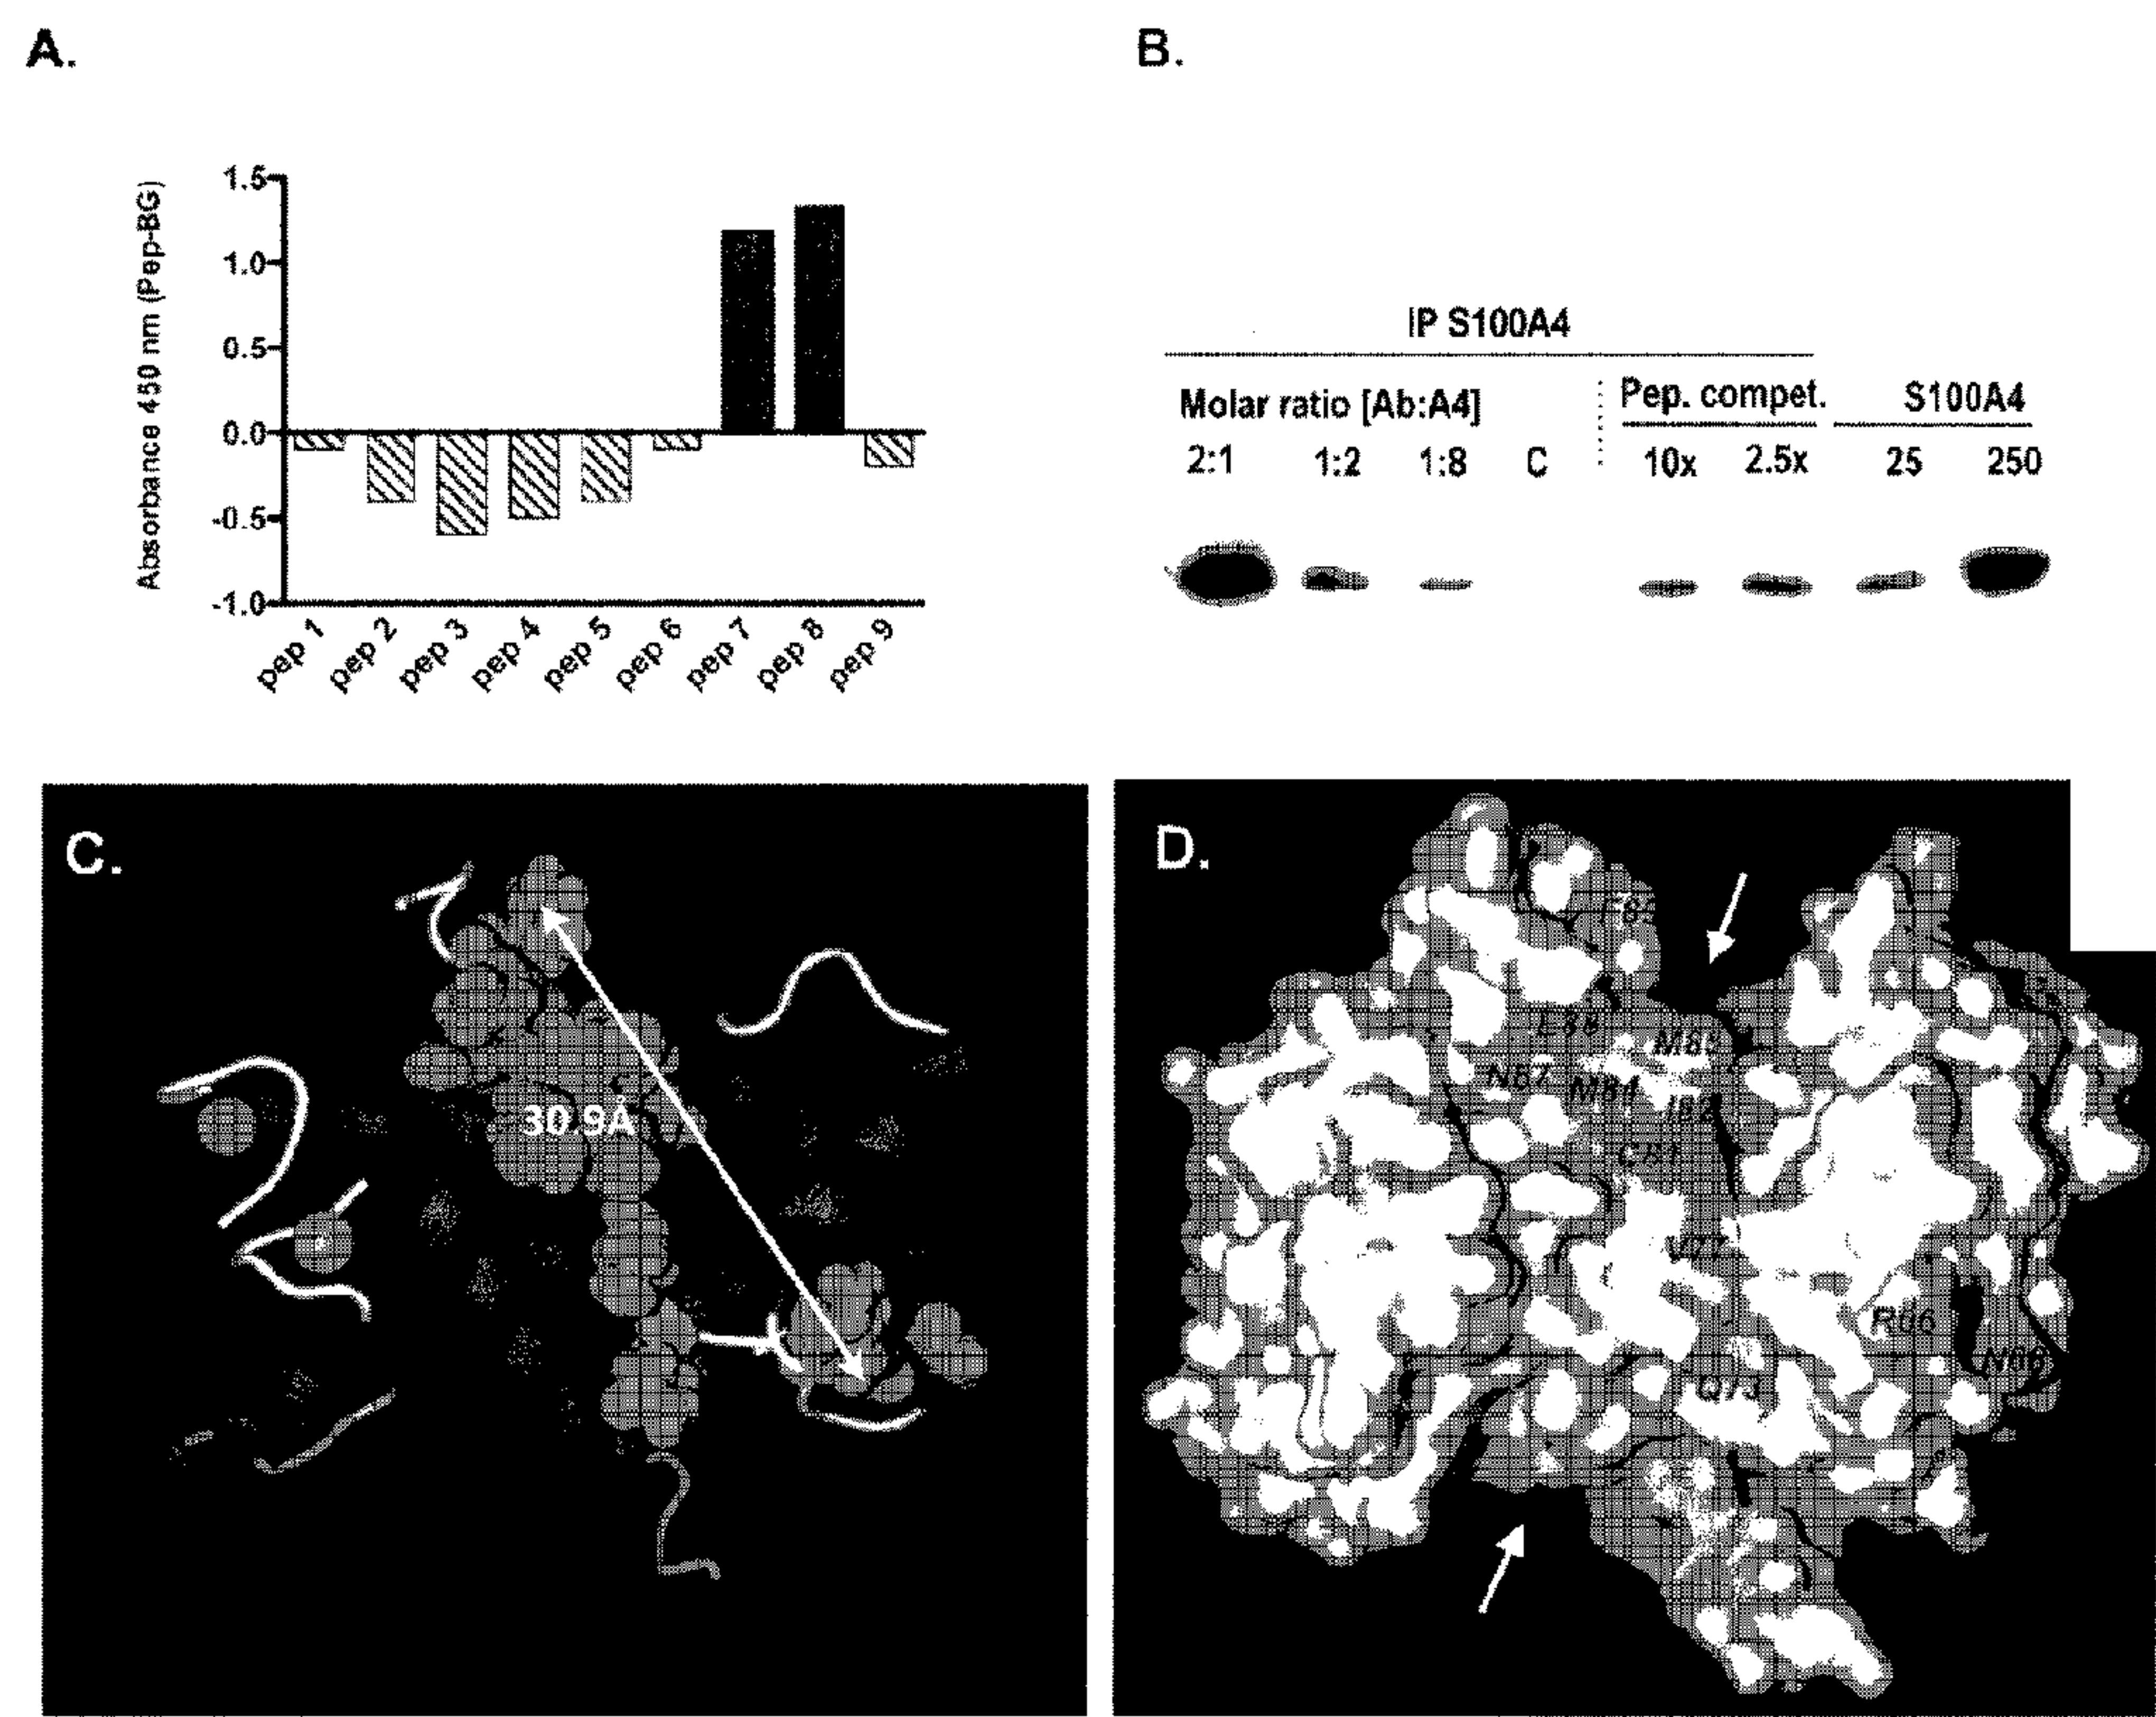 A.
Absorbance 450 nm (Pep-BG)
1.5
1.0
0.5
0.0
-0.5
-1.0
pep 1
pep 2
pep 3
pep 4
pep 5
pep 6
pep 7
pep 8
pep 9
B.
IP S100A4
Molar ratio [Ab:A4] Pep. compet. S100A4
2:1 1:2 1:8 C 10x 2.5x 25 250
C.
30.9Å
D.
N87
M84
I82
V77
R66
Q73